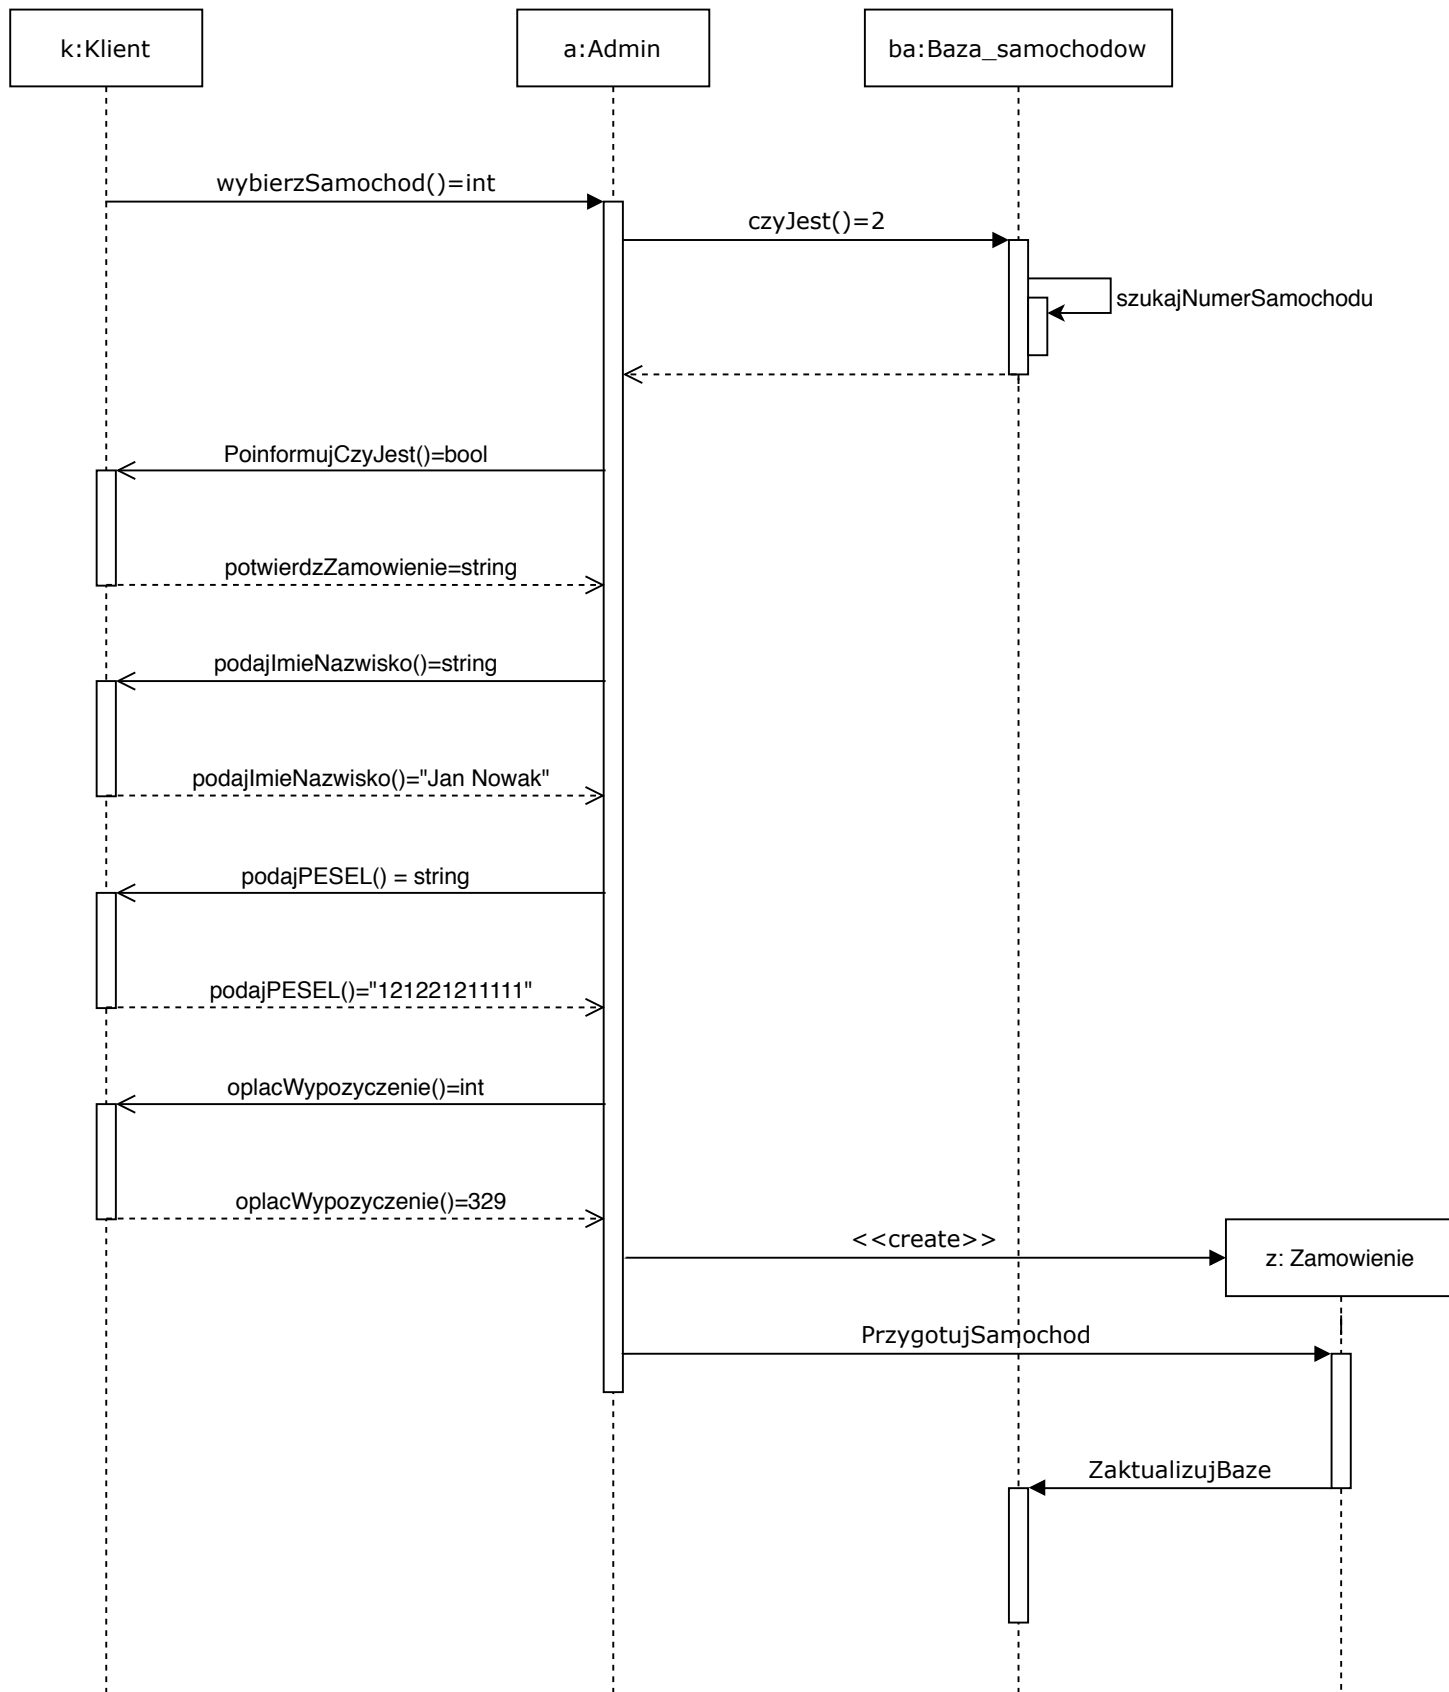 k:Klient
a:Admin
ba:Baza_samochodow
wybierzSamochod()=int
czyJest()=2
szukajNumerSamochodu
PoinformujCzyJest()=bool
potwierdzZamowienie=string
podajImieNazwisko()=string
podajImieNazwisko()="Jan Nowak"
podajPESEL() = string
podajPESEL()="121221211111"
oplacWypozyczenie()=int
oplacWypozyczenie()=329
<<create>>
z: Zamowienie
PrzygotujSamochod
ZaktualizujBaze